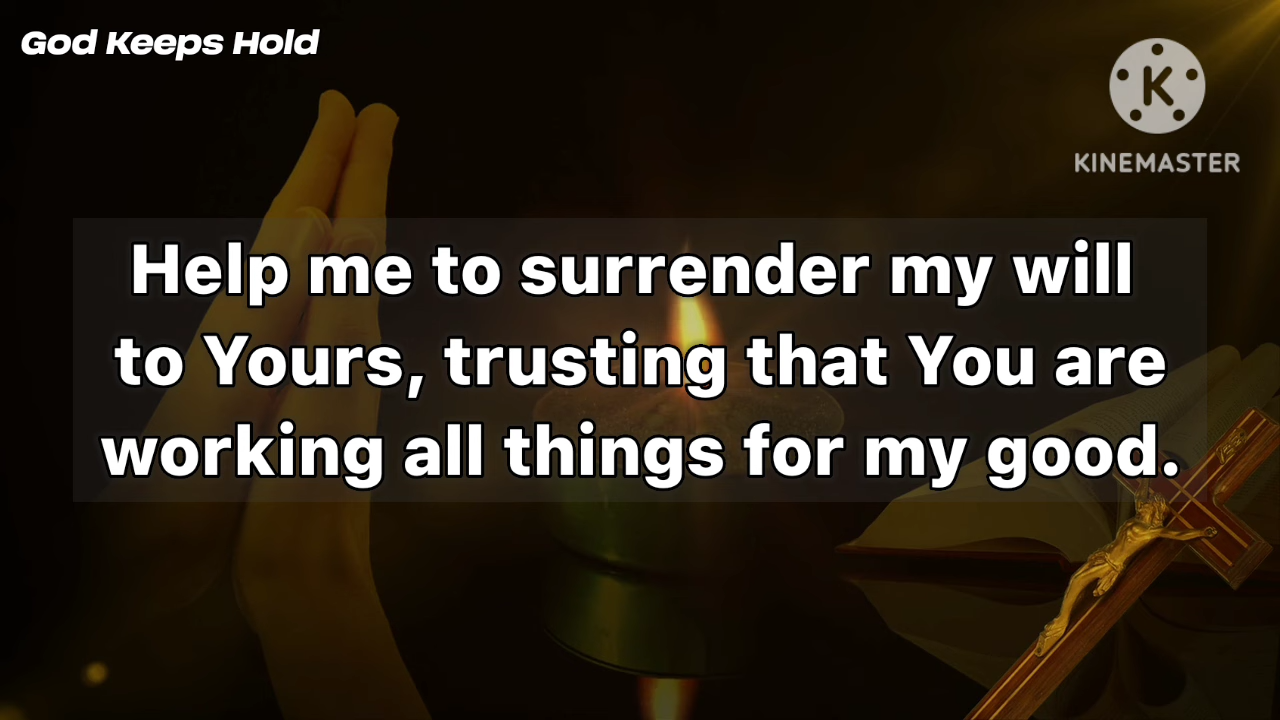 God Keeps Hold
KINEMASTER
Help me to surrender my will
to Yours, trusting that You are
working all things for my good.